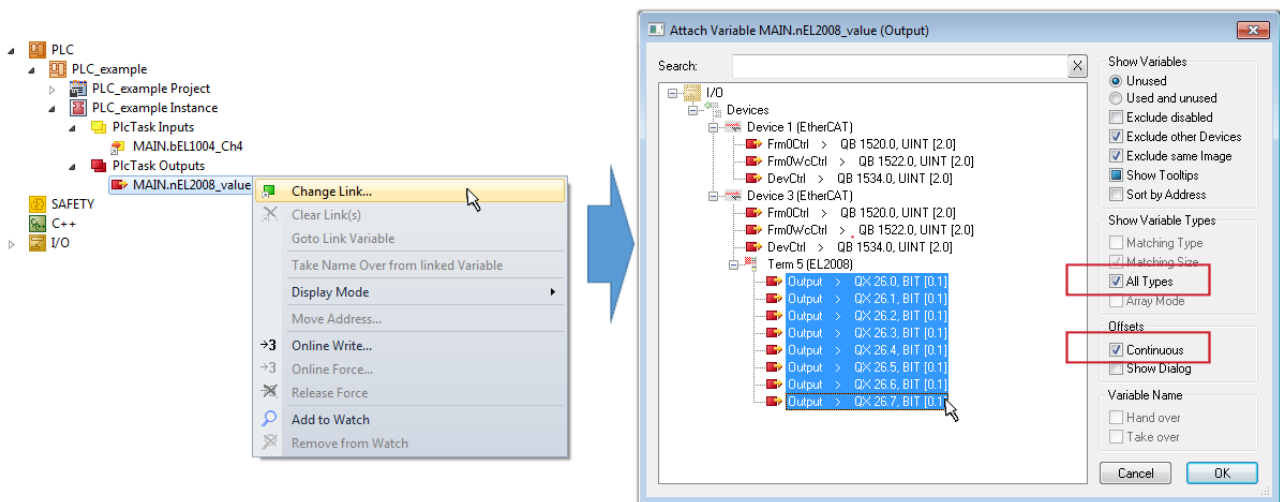 PLC
PLC_example
PLC_example Project
PLC_example Instance
PlcTask Inputs
MAIN.bEL1004_Ch4
PlcTask Outputs
MAIN.nEL2008_value
SAFETY
C++
I/O
Change Link...
Clear Link(s)
Goto Link Variable
Take Name Over from linked Variable
Display Mode
Move Address...
→3 Online Write...
→3 Online Force...
Release Force
Add to Watch
Remove from Watch
Attach Variable MAIN.nEL2008_value (Output)
Search:
X
I/O
Devices
Device 1 (EtherCAT)
Frm0Ctrl > QB 1520.0, UINT [2.0]
Frm0WcCtrl > QB 1522.0, UINT [2.0]
DevCtrl > QB 1534.0, UINT [2.0]
Device 3 (EtherCAT)
Frm0Ctrl > QB 1520.0, UINT [2.0]
Frm0WcCtrl > QB 1522.0, UINT [2.0]
DevCtrl > QB 1534.0, UINT [2.0]
Term 5 (EL2008)
Output > QX 26.0, BIT [0.1]
Output > QX 26.1, BIT [0.1]
Output > QX 26.2, BIT [0.1]
Output > QX 26.3, BIT [0.1]
Output > QX 26.4, BIT [0.1]
Output > QX 26.5, BIT [0.1]
Output > QX 26.6, BIT [0.1]
Output > QX 26.7, BIT [0.1]
Show Variables
Unused
Used and unused
Exclude disabled
Exclude other Devices
Exclude same Image
Show Tooltips
Sort by Address
Show Variable Types
Matching Type
Matching Size
All Types
Array Mode
Offsets
Continuous
Show Dialog
Variable Name
Hand over
Take over
Cancel
OK